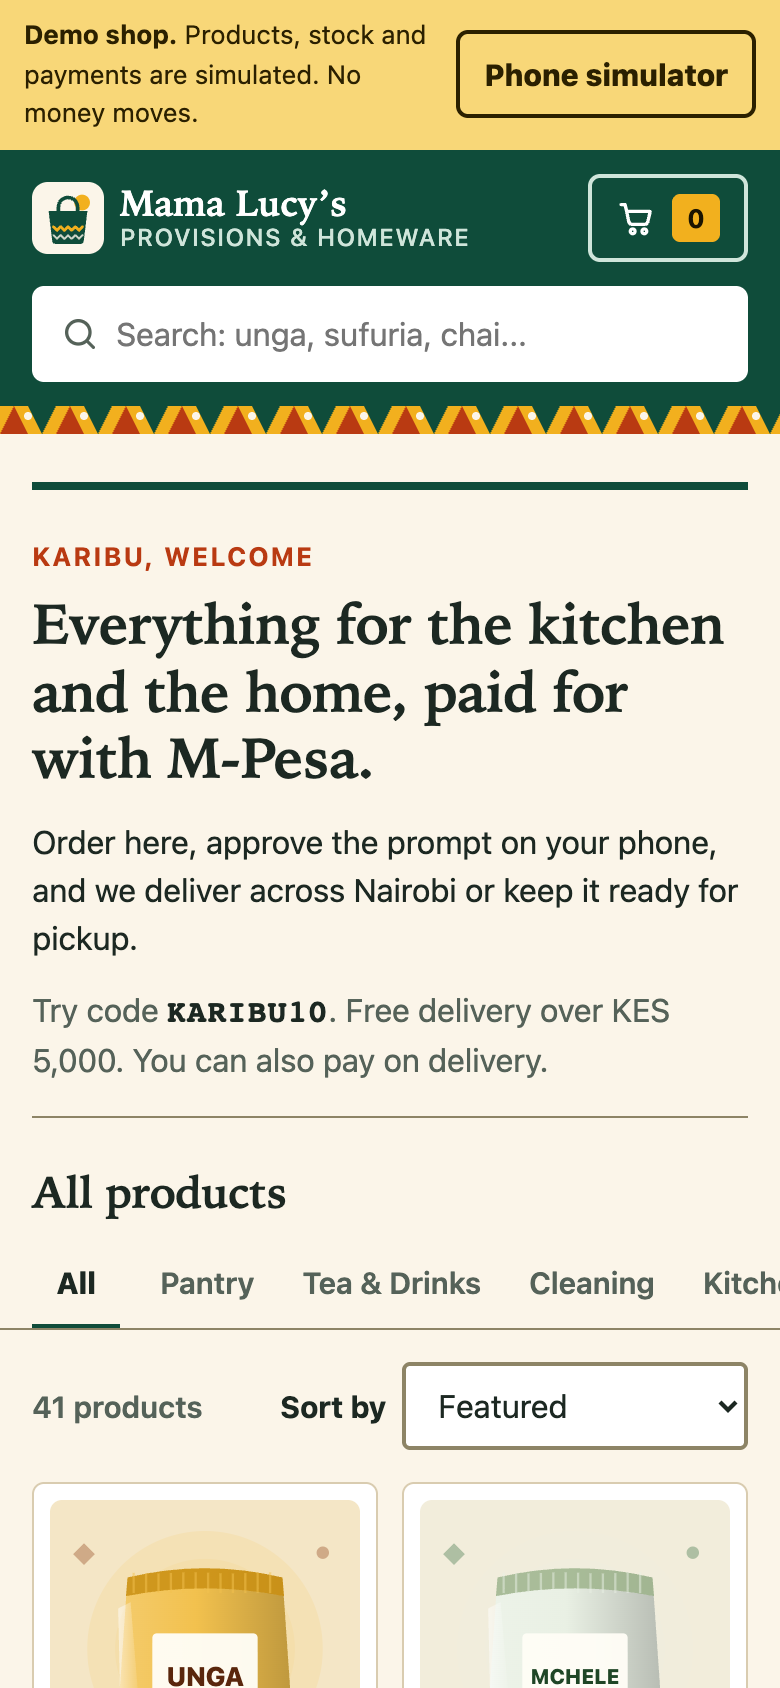 Demo shop. Products, stock and
payments are simulated. No
money moves.
Phone simulator
Mama Lucy’s
PROVISIONS & HOMEWARE
0
Search: unga, sufuria, chai...
KARIBU, WELCOME
Everything for the kitchen
and the home, paid for
with M-Pesa.
Order here, approve the prompt on your phone,
and we deliver across Nairobi or keep it ready for
pickup.
Try code KARIBU10. Free delivery over KES
5,000. You can also pay on delivery.
All products
All Pantry Tea & Drinks Cleaning
41 products
Sort by
Featured
UNGA
MCHELE